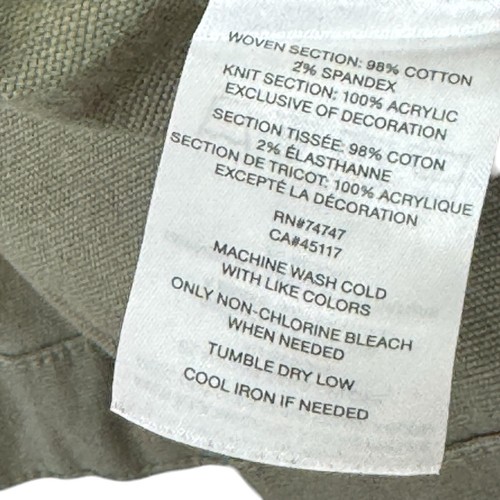 WOVEN SECTION: 98% COTTON
2% SPANDEX
KNIT SECTION: 100% ACRYLIC
EXCLUSIVE OF DECORATION
SECTION TISSÉE: 98% COTON
2% ÉLASTHANNE
SECTION DE TRICOT: 100% ACRYLIQUE
EXCEPTÉ LA DÉCORATION
RN#74747
CA#45117
MACHINE WASH COLD
WITH LIKE COLORS
ONLY NON-CHLORINE BLEACH
WHEN NEEDED
TUMBLE DRY LOW
COOL IRON IF NEEDED